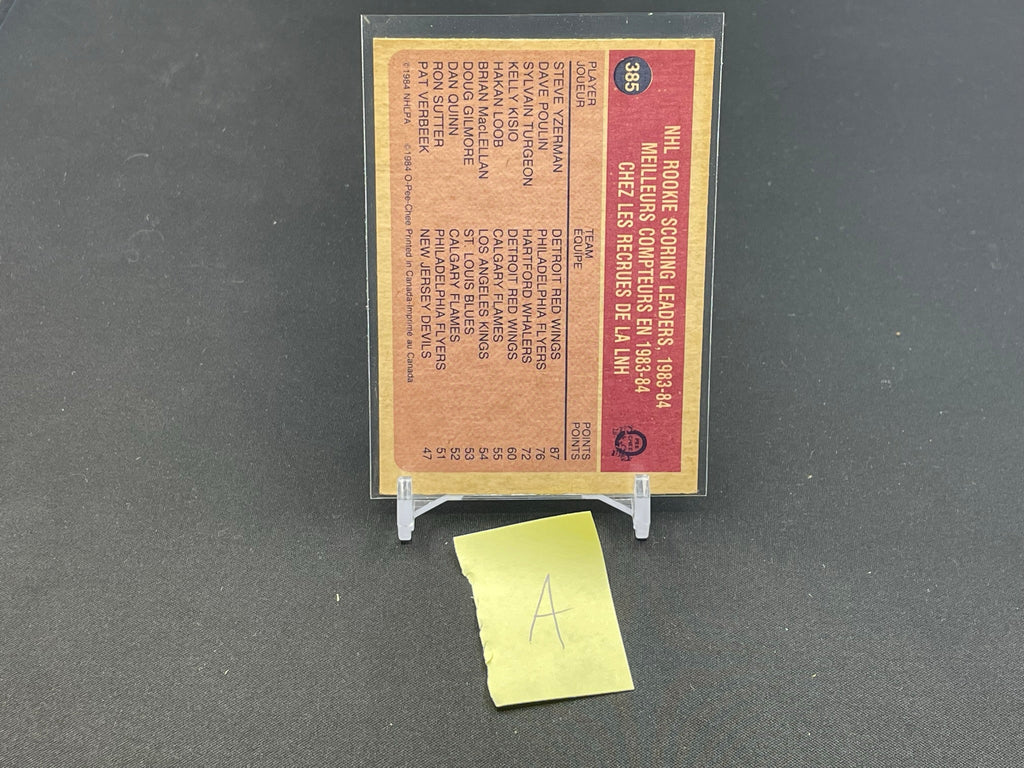 385
NHL ROOKIE SCORING LEADERS, 1983-84
MEILLEURS COMPTEURS EN 1983-84
CHEZ LES RECRUES DE LA LNH
PLAYER TEAM POINTS
JOUEUR EQUIPE POINTS
STEVE YZERMAN DETROIT RED WINGS 87
DAVE POULIN PHILADELPHIA FLYERS 76
SYLVAIN TURGEON HARTFORD WHALERS 72
KELLY KISIO DETROIT RED WINGS 60
HAKAN LOOB CALGARY FLAMES 55
BRIAN MacLELLAN LOS ANGELES KINGS 54
DOUG GILMORE ST. LOUIS BLUES 53
DAN QUINN CALGARY FLAMES 52
RON SUTTER PHILADELPHIA FLYERS 51
PAT VERBEEK NEW JERSEY DEVILS 47
©1984 NHLPA ©1984 O-Pee-Chee Printed in Canada-Imprimé au Canada
A